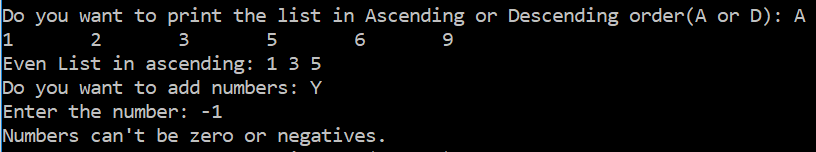 Do you want to print the list in Ascending or Descending order(A or D): A
1 2 3 5 6 9
Even List in ascending: 1 3 5
Do you want to add numbers: Y
Enter the number: -1
Numbers can't be zero or negatives.